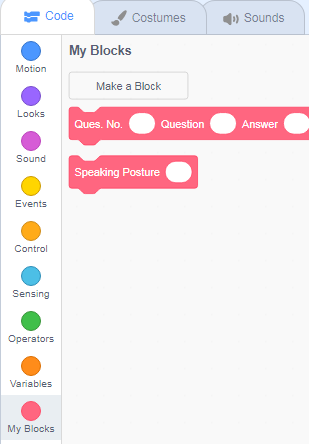 Code
Costumes
Sounds
Motion
Looks
Sound
Events
Control
Sensing
Operators
Variables
My Blocks
My Blocks
Make a Block
Ques. No. Question Answer
Speaking Posture